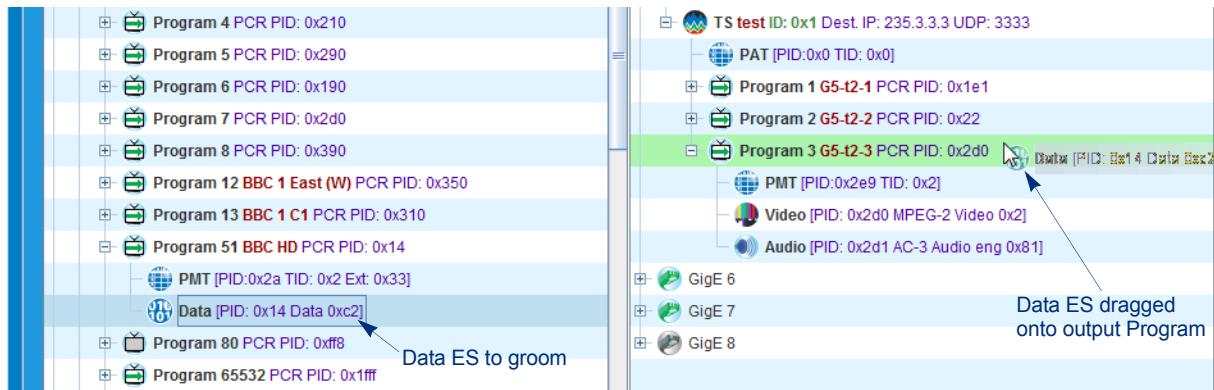 Program 4 PCR PID: 0x210
Program 5 PCR PID: 0x290
Program 6 PCR PID: 0x190
Program 7 PCR PID: 0x2d0
Program 8 PCR PID: 0x390
Program 12 BBC 1 East (W) PCR PID: 0x350
Program 13 BBC 1 C1 PCR PID: 0x310
Program 51 BBC HD PCR PID: 0x14
PMT [PID:0x2a TID: 0x2 Ext: 0x33]
Data [PID: 0x14 Data 0xc2]
Program 80 PCR PID: 0xff8
Data ES to groom
Program 65532 PCR PID: 0x1fff
TS test ID: 0x1 Dest. IP: 235.3.3.3 UDP: 3333
PAT [PID:0x0 TID: 0x0]
Program 1 G5-t2-1 PCR PID: 0x1e1
Program 2 G5-t2-2 PCR PID: 0x22
Program 3 G5-t2-3 PCR PID: 0x2d0
Data [PID: 0x14 Data 0xc2
PMT [PID:0x2e9 TID: 0x2]
Video [PID: 0x2d0 MPEG-2 Video 0x2]
Audio [PID: 0x2d1 AC-3 Audio eng 0x81]
GigE 6
GigE 7
GigE 8
Data ES dragged
onto output Program